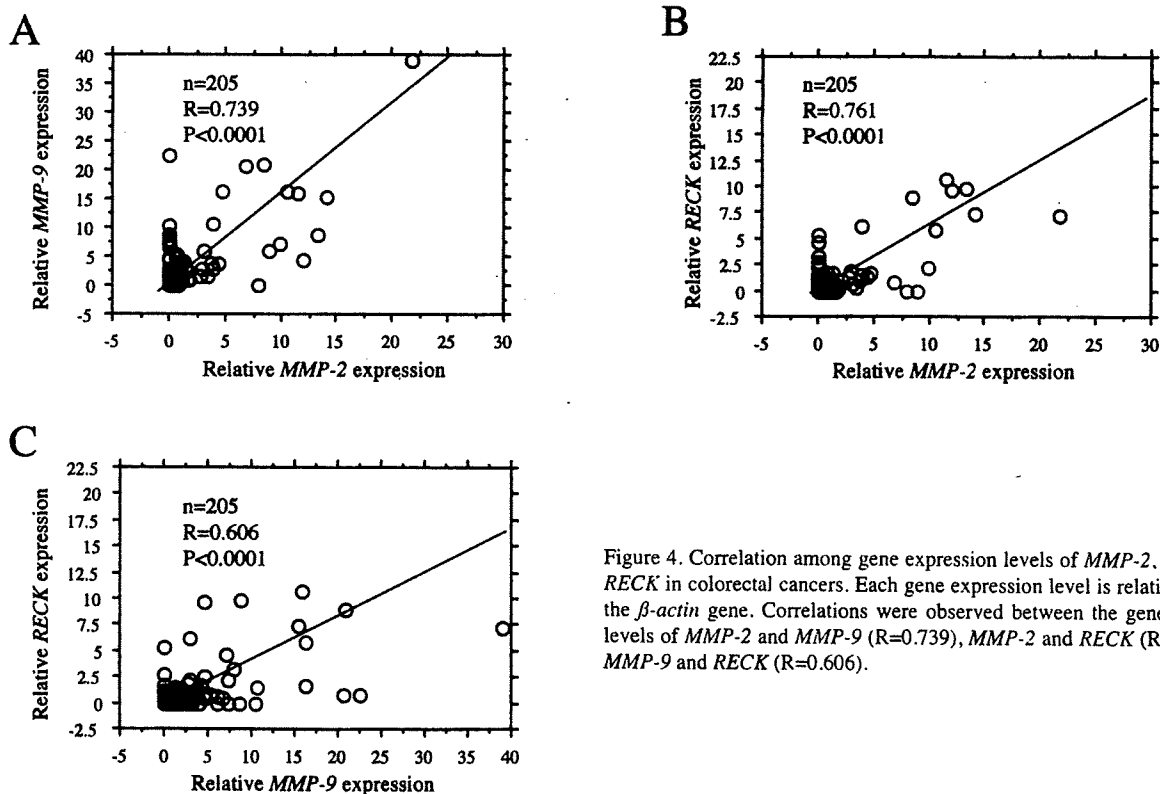 A
40
35
30
25
20
15
10
5
0
-5
n=205
R=0.739
P<0.0001
Relative MMP-9 expression
-5 0 5 10 15 20 25 30
Relative MMP-2 expression
B
22.5
20
17.5
15
12.5
10
7.5
5
2.5
0
-2.5
n=205
R=0.761
P<0.0001
Relative RECK expression
-5 0 5 10 15 20 25 30
Relative MMP-2 expression
C
22.5
20
17.5
15
12.5
10
7.5
5
2.5
0
-2.5
n=205
R=0.606
P<0.0001
Relative RECK expression
-5 0 5 10 15 20 25 30 35 40
Relative MMP-9 expression
Figure 4. Correlation among gene expression levels of MMP-2,
RECK in colorectal cancers. Each gene expression level is relati
the β-actin gene. Correlations were observed between the gene
levels of MMP-2 and MMP-9 (R=0.739), MMP-2 and RECK (R
MMP-9 and RECK (R=0.606).